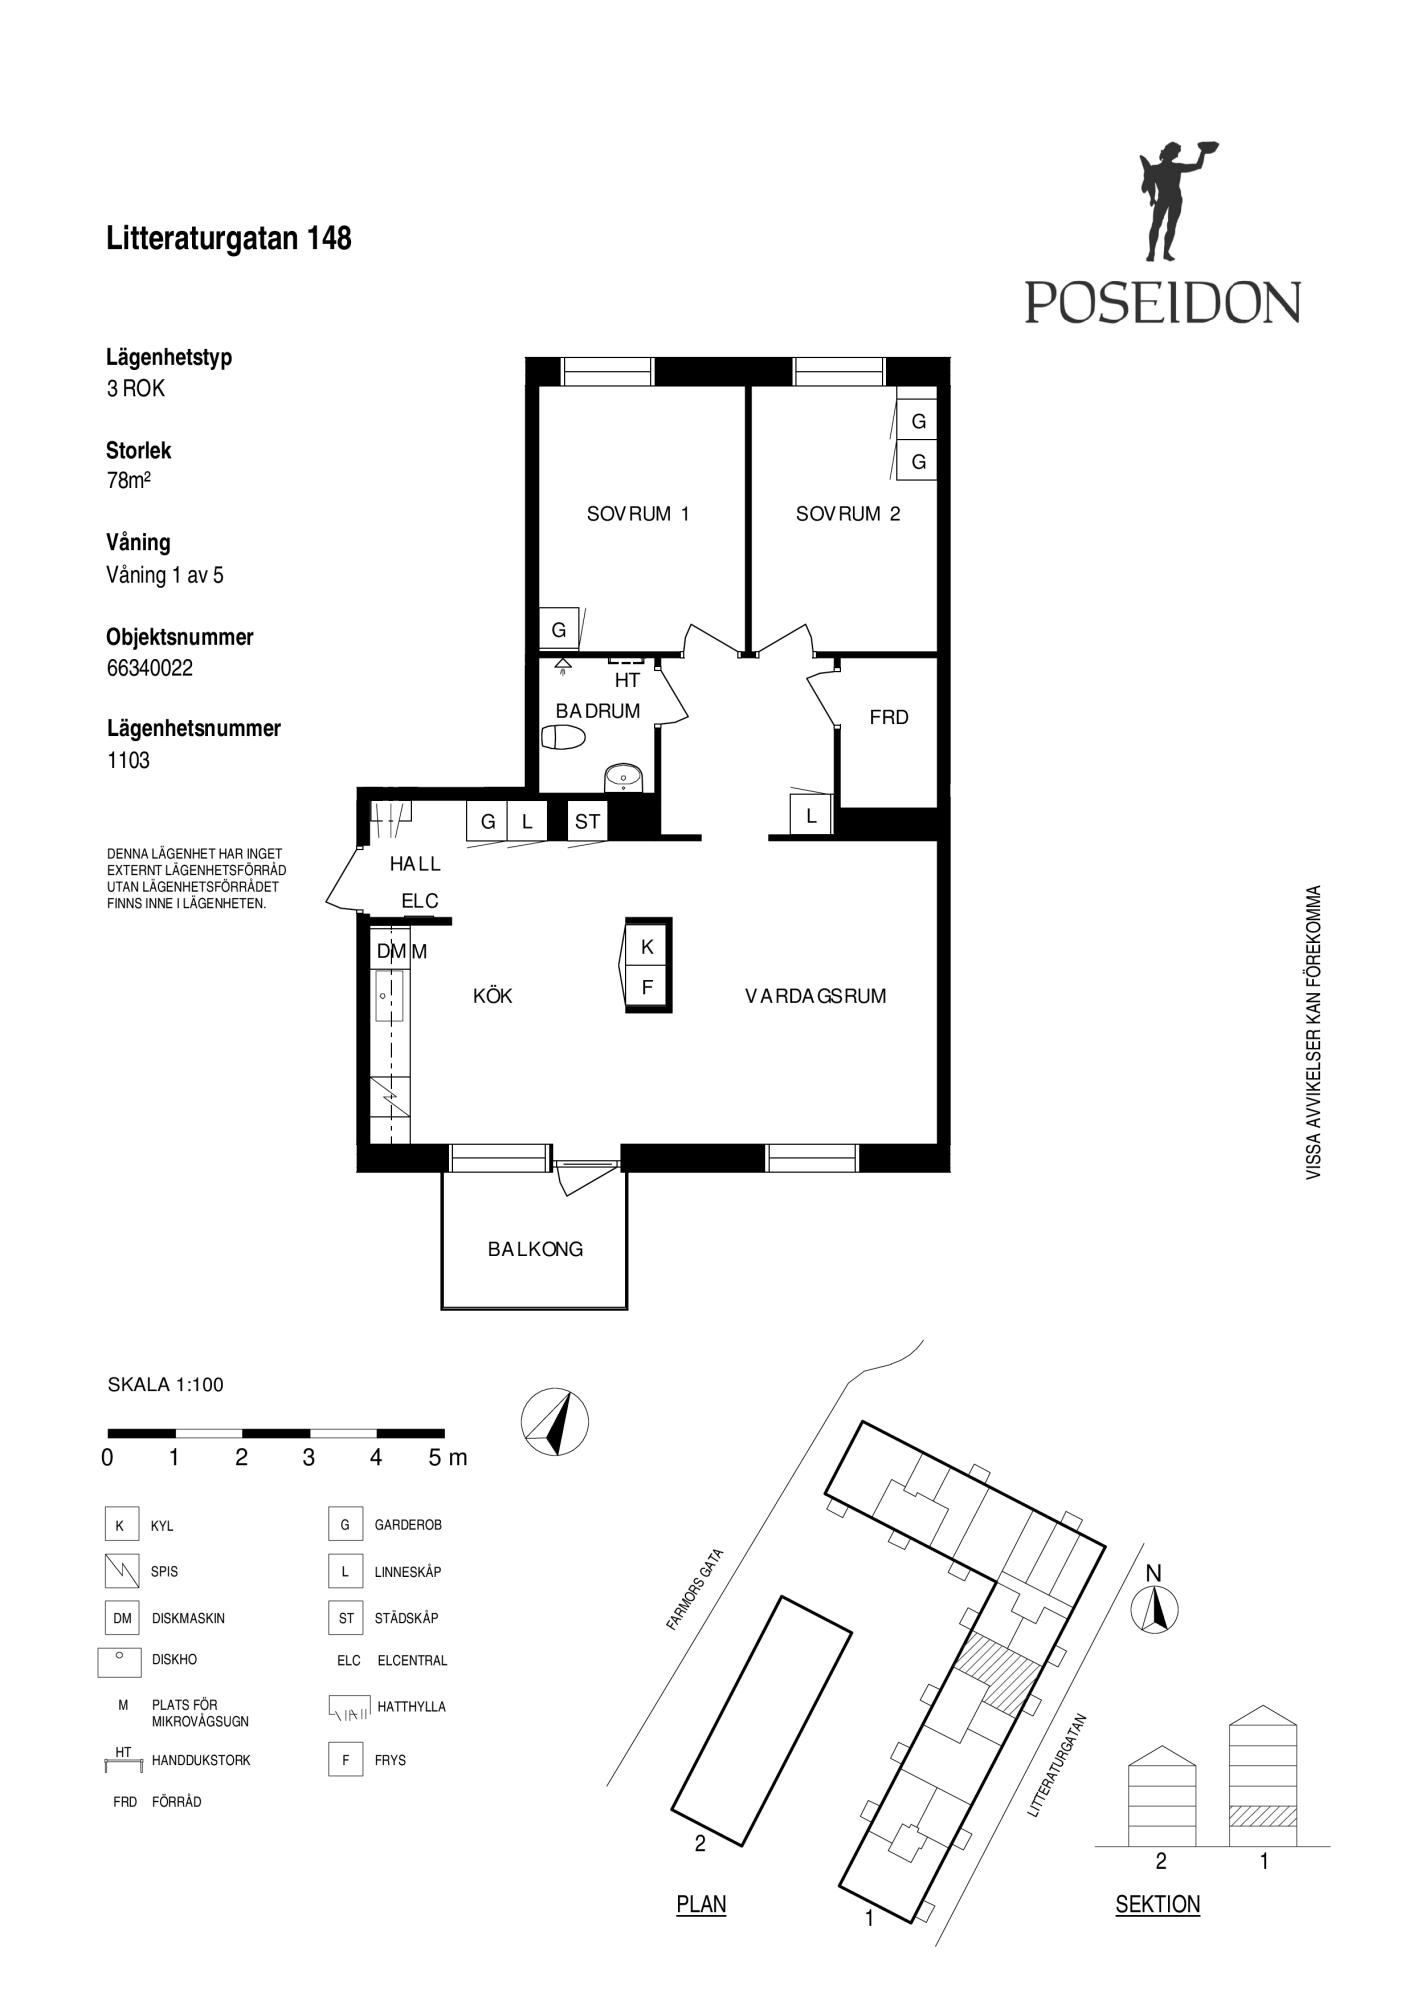 POSEIDON
Litteraturgatan 148
Lägenhetstyp
3 ROK
Storlek
78m²
Våning
Våning 1 av 5
Objektsnummer
66340022
Lägenhetsnummer
1103
DENNA LÄGENHET HAR INGET
EXTERNT LÄGENHETSFÖRRÅD
UTAN LÄGENHETSFÖRRÅDET
FINNS INNE I LÄGENHETEN.
G
G
SOVRUM 1
SOVRUM 2
G
HT
BADRUM
FRD
G
L
ST
L
HALL
ELC
DM M
K
F
KÖK
VARDAGSRUM
BALKONG
VISSA AVVIKELSER KAN FÖREKOMMA
SKALA 1:100
0 1 2 3 4 5 m
K KYL
SPIS
DM DISKMASKIN
DISKHO
M PLATS FÖR
MIKROVÅGSUGN
HT HANDDUKSTORK
FRD FÖRRÅD
G GARDEROB
L LINNESKÅP
ST STÄDSKÅP
ELC ELCENTRAL
HATTHYLLA
F FRYS
FARMORS GATA
LITTERATURGATAN
N
2
1
PLAN
2
1
SEKTION